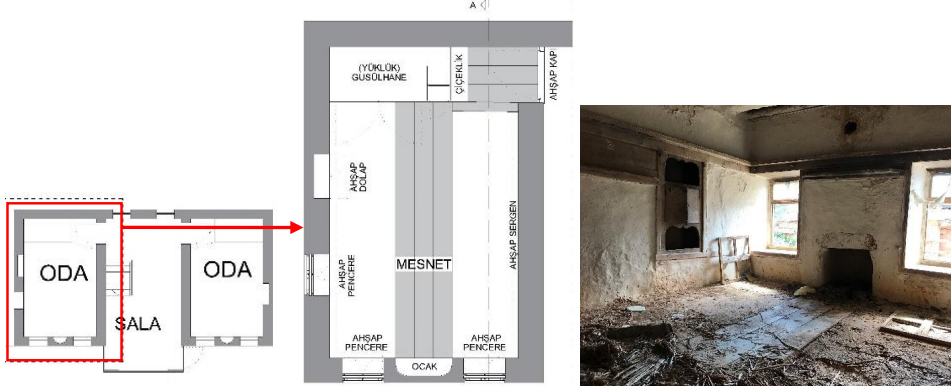 ODA
ODA
SALA
A
(YÜKLÜK)
GUSÜLHANE
ÇİÇEKLİK
AHŞAP KAPI
AHŞAP
DOLAP
AHŞAP SERGEN
MESNET
AHŞAP
PENCERE
AHŞAP
PENCERE
OCAK
AHŞAP
PENCERE